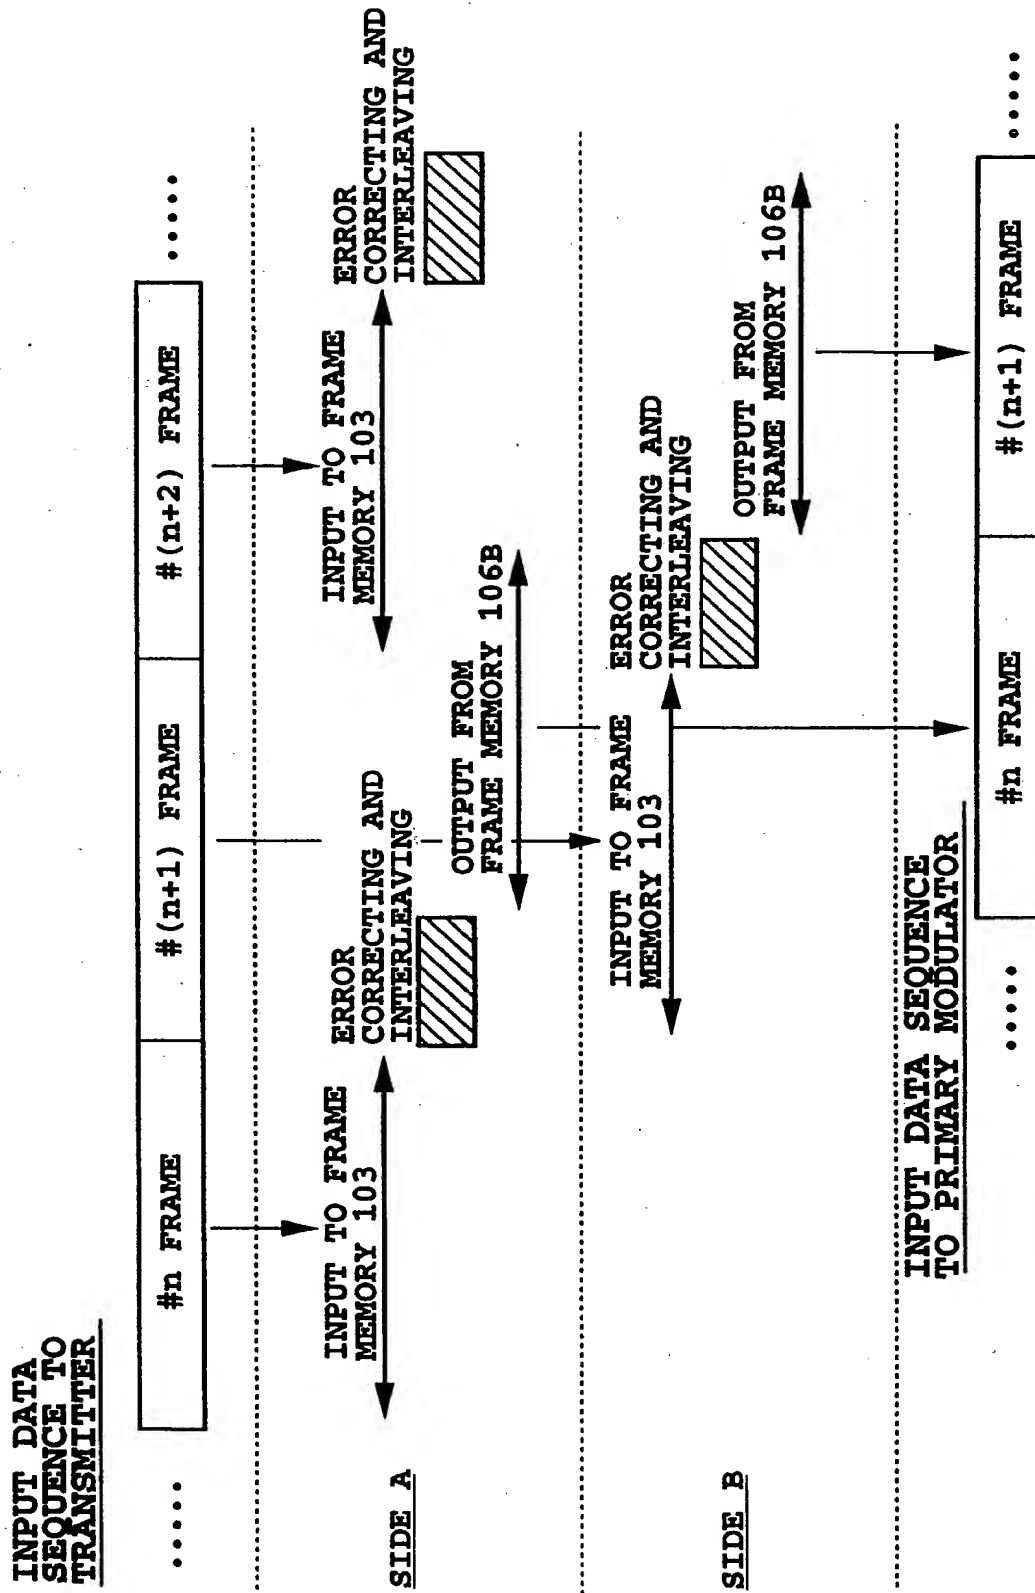 INPUT DATA
SEQUENCE TO
TRANSMITTER
.....
#n FRAME
#(n+1) FRAME
#(n+2) FRAME
.....
SIDE A
INPUT TO FRAME
MEMORY 103
ERROR
CORRECTING AND
INTERLEAVING
OUTPUT FROM
FRAME MEMORY 106B
INPUT TO FRAME
MEMORY 103
ERROR
CORRECTING AND
INTERLEAVING
SIDE B
INPUT TO FRAME
MEMORY 103
ERROR
CORRECTING AND
INTERLEAVING
OUTPUT FROM
FRAME MEMORY 106B
INPUT DATA SEQUENCE
TO PRIMARY MODULATOR
.....
#n FRAME
#(n+1) FRAME
.....